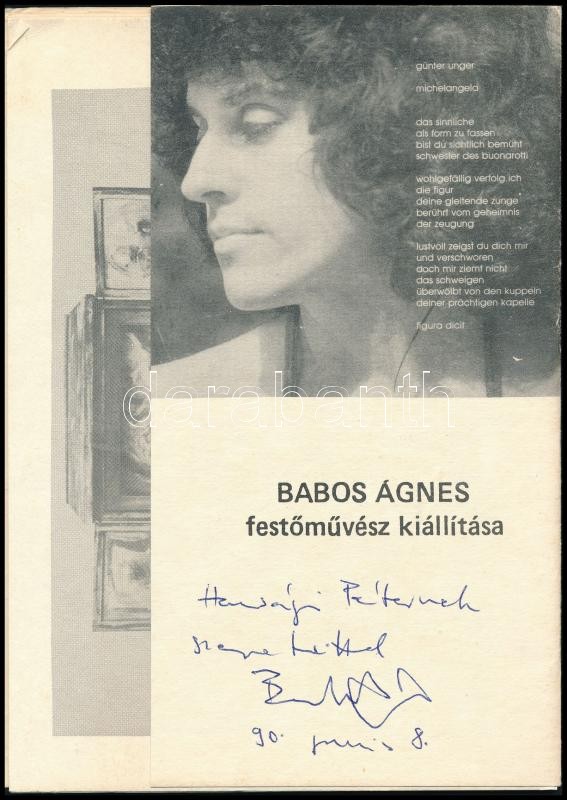 günter unger
michelangela
das sinnliche
als form zu fassen
bist du sichtlich bemüht
schwester des buonarotti
wohlgefällig verfolg ich
die figur
deine gleitende zunge
berührt vom geheimnis
der zeugung
lustvoll zeigst du dich mir
und verschworen
doch mir ziemt nicht
das schweigen
überwölbt von den kuppeln
deiner prächtigen kapelle
figura dicit
darabanth
BABOS ÁGNES
festőművész kiállítása
Péternek
szeretettel
90. junis 8.